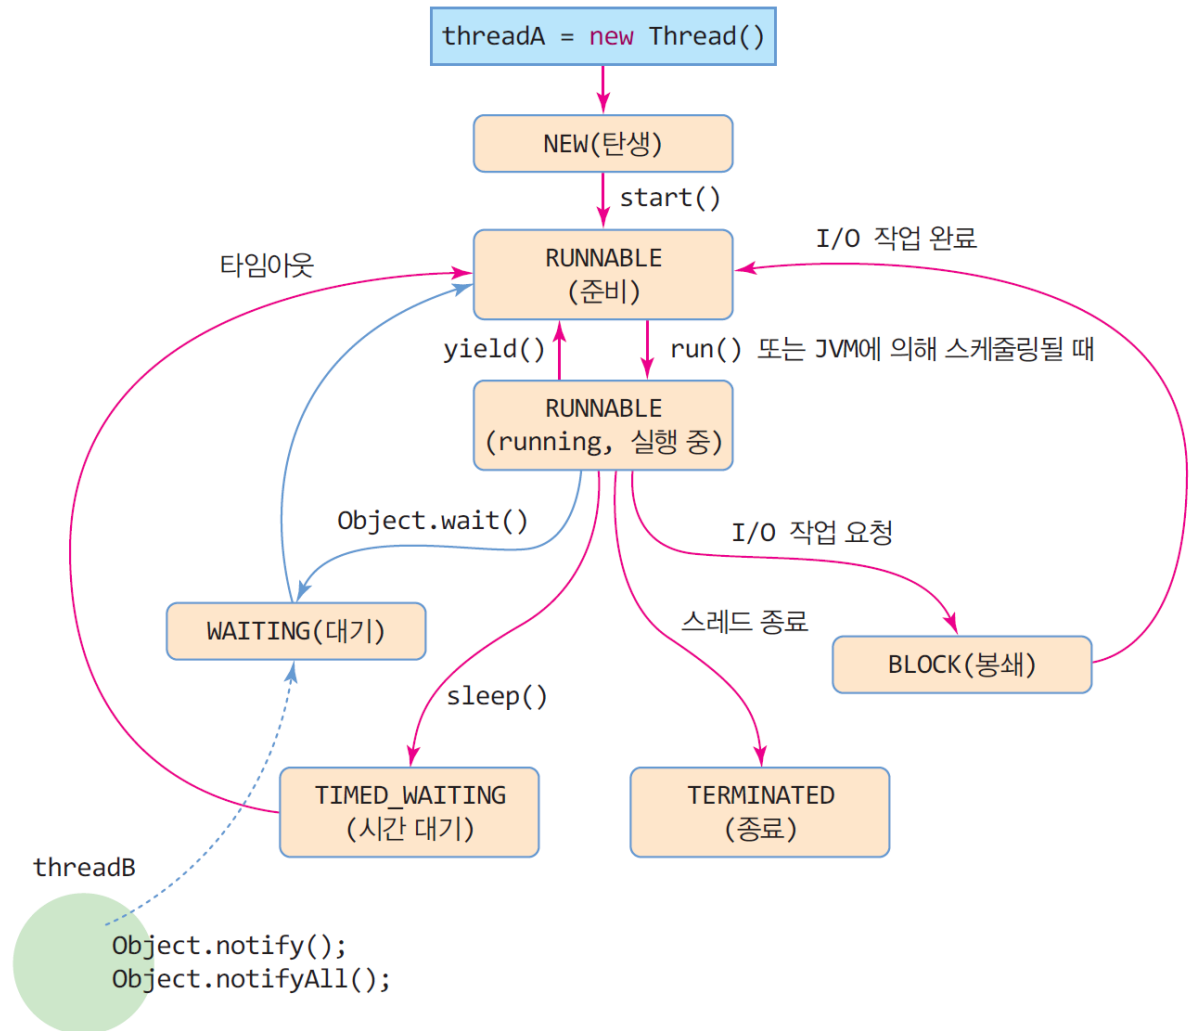 threadA = new Thread()
NEW(탄생)
start()
I/O 작업 완료
타임아웃
RUNNABLE
(준비)
yield()
run() 또는 JVM에 의해 스케줄링될 때
RUNNABLE
(running, 실행 중)
Object.wait()
I/O 작업 요청
WAITING(대기)
스레드 종료
BLOCK(봉쇄)
sleep()
TIMED_WAITING
(시간 대기)
TERMINATED
(종료)
threadB
Object.notify();
Object.notifyAll();